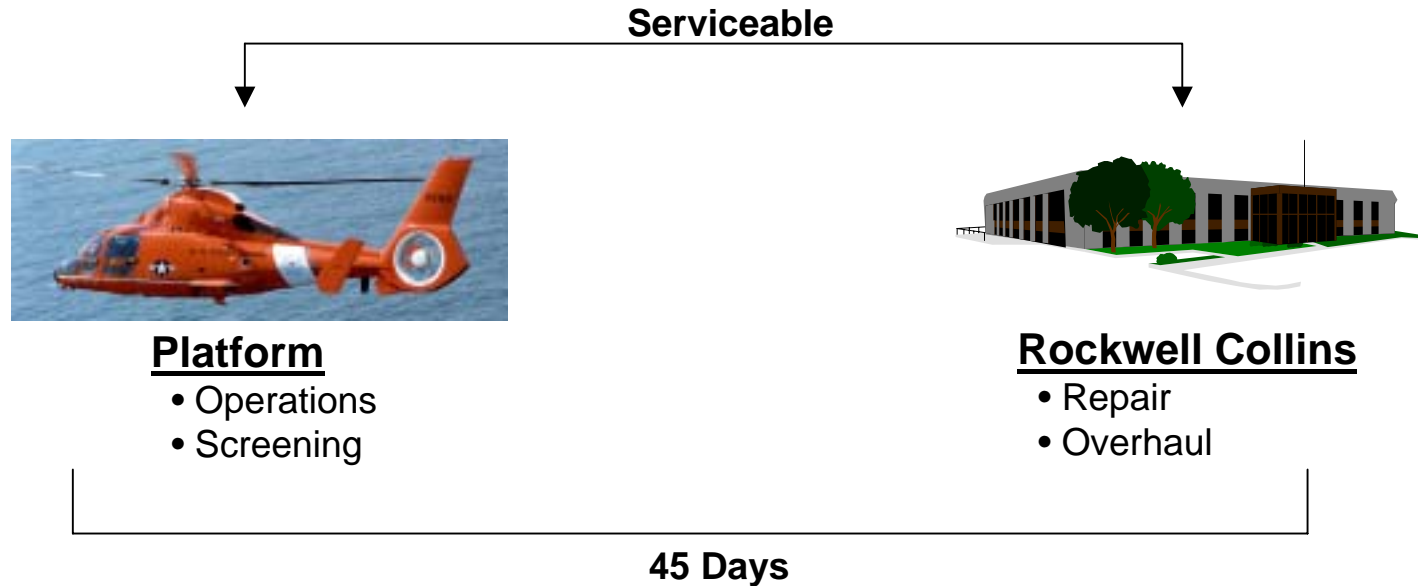 Serviceable
Platform
• Operations
• Screening
Rockwell Collins
• Repair
• Overhaul
45 Days